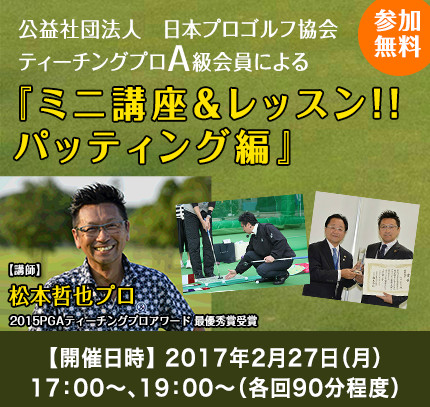 公益社団法人　日本プロゴルフ協会
ティーチングプロA級会員による
参加
無料
『ミニ講座＆レッスン!!
パッティング編』
【講師】
松本哲也プロ
2015PGAティーチングプロアワード 最優秀賞受賞
【開催日時】2017年2月27日(月)
17:00〜、19:00〜(各回90分程度)